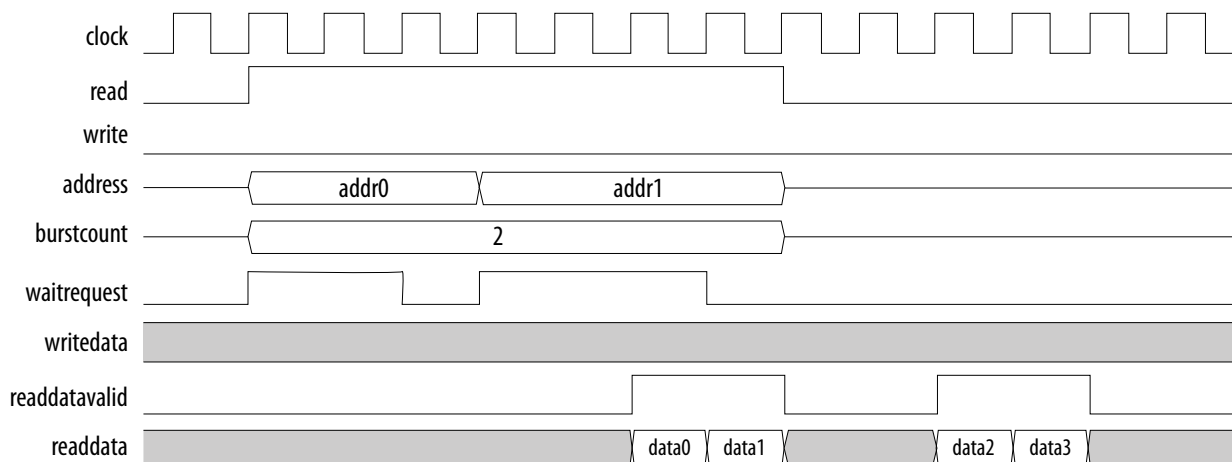 clock
read
write
address addr0 addr1
burstcount 2
waitrequest
writedata
readdatavalid
readdata data0 data1 data2 data3